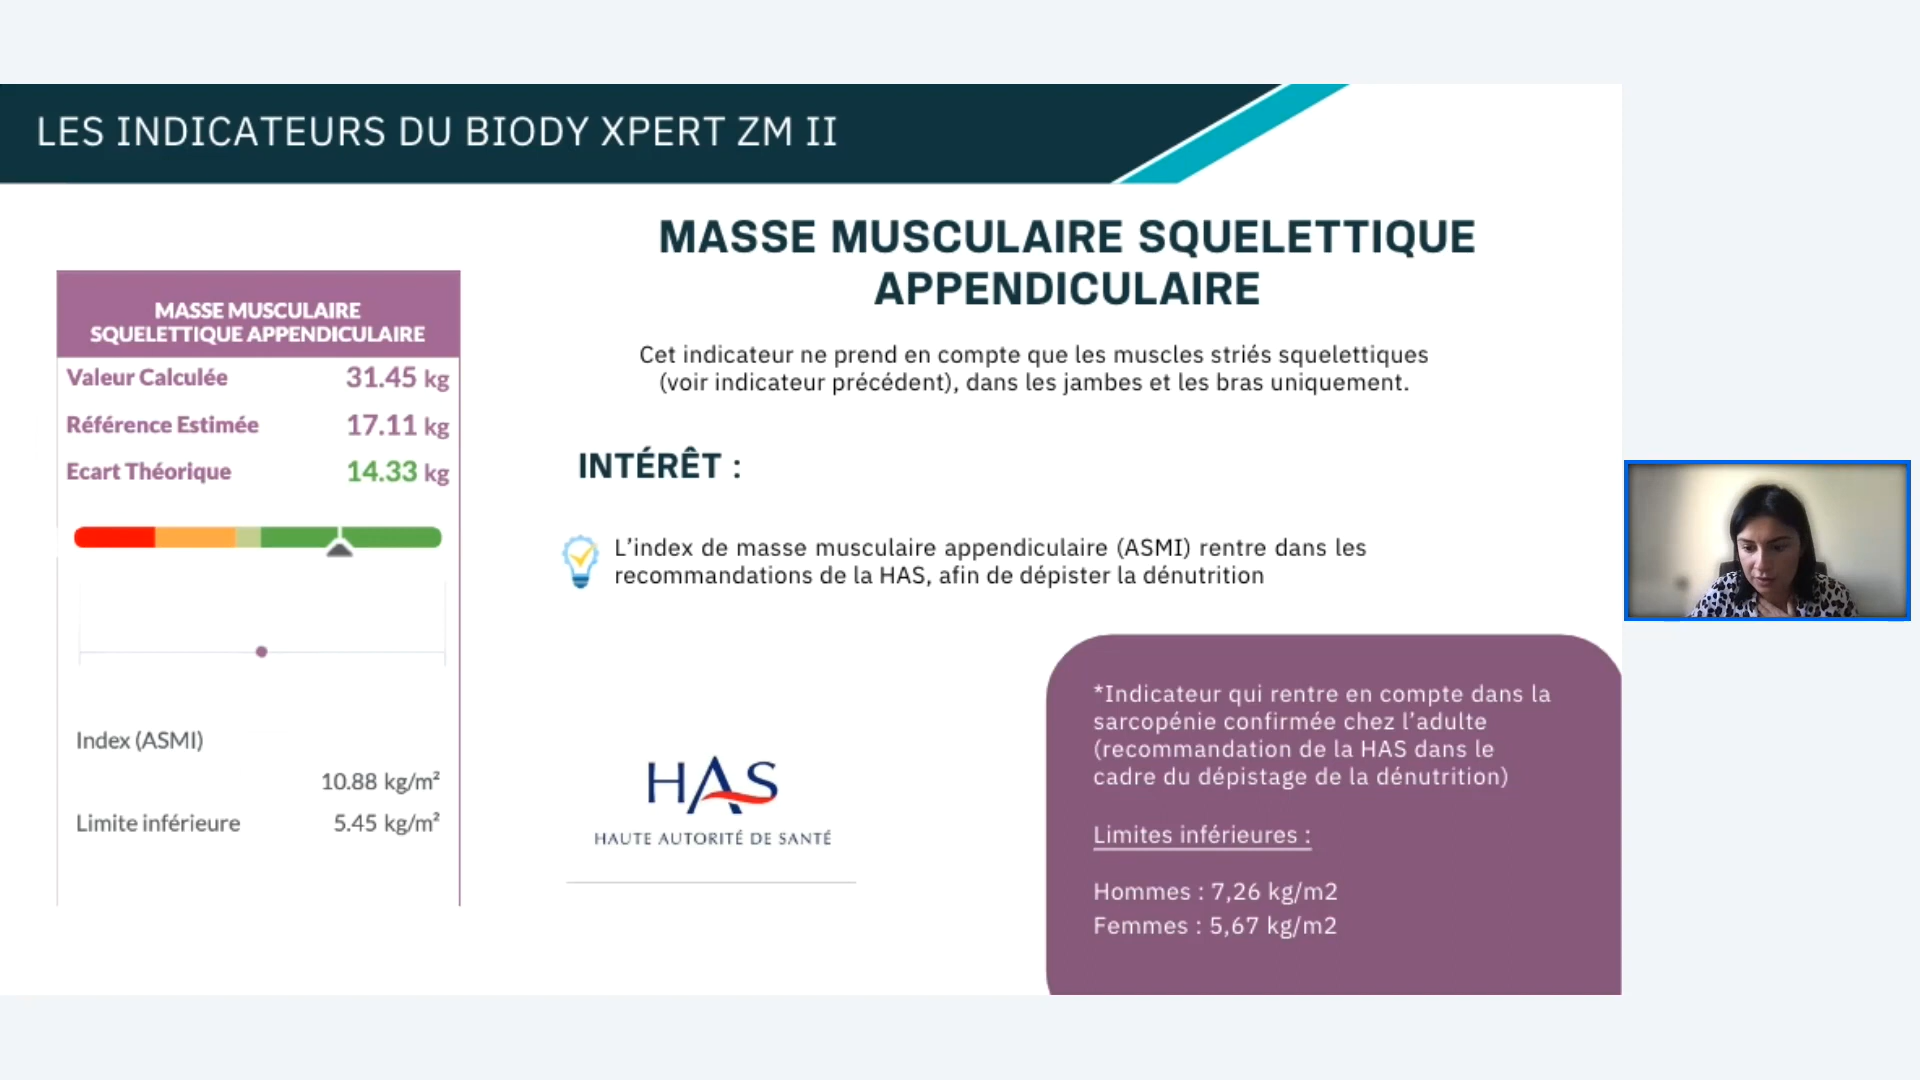 LES INDICATEURS DU BIODY XPERT ZM II
MASSE MUSCULAIRE
SQUELETTIQUE APPENDICULAIRE
Valeur Calculée 31.45 kg
Référence Estimée 17.11 kg
Ecart Théorique 14.33 kg
Index (ASMI)
10.88 kg/m²
Limite inférieure 5.45 kg/m²
MASSE MUSCULAIRE SQUELETTIQUE
APPENDICULAIRE
Cet indicateur ne prend en compte que les muscles striés squelettiques
(voir indicateur précédent), dans les jambes et les bras uniquement.
INTÉRÊT :
L’index de masse musculaire appendiculaire (ASMI) rentre dans les
recommandations de la HAS, afin de dépister la dénutrition
HAS
HAUTE AUTORITÉ DE SANTÉ
*Indicateur qui rentre en compte dans la
sarcopénie confirmée chez l’adulte
(recommandation de la HAS dans le
cadre du dépistage de la dénutrition)
Limites inférieures :
Hommes : 7,26 kg/m2
Femmes : 5,67 kg/m2